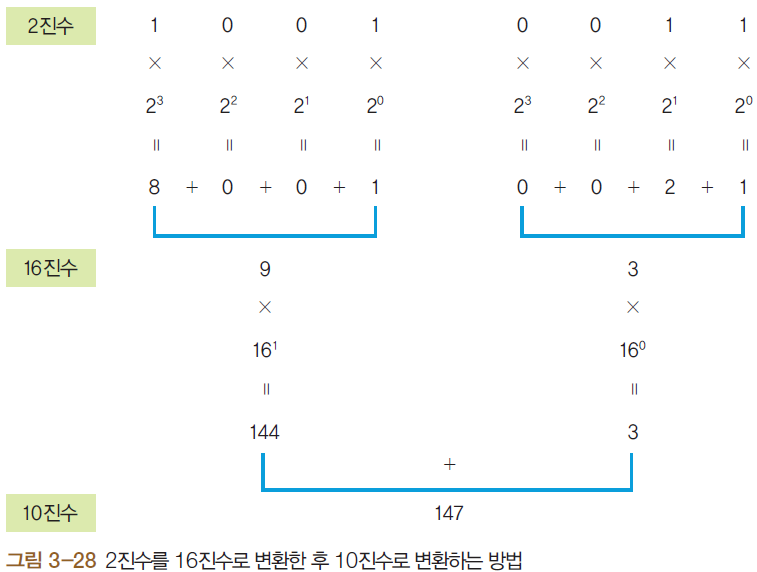 2진수 1 0 0 1 0 0 1 1
× × × × × × × ×
2³ 2² 2¹ 2⁰ 2³ 2² 2¹ 2⁰
= = = = = = = =
8 + 0 + 0 + 1 0 + 0 + 2 + 1
16진수 9 3
× ×
16¹ 16⁰
= =
144 3
+
10진수 147
그림 3-28 2진수를 16진수로 변환한 후 10진수로 변환하는 방법